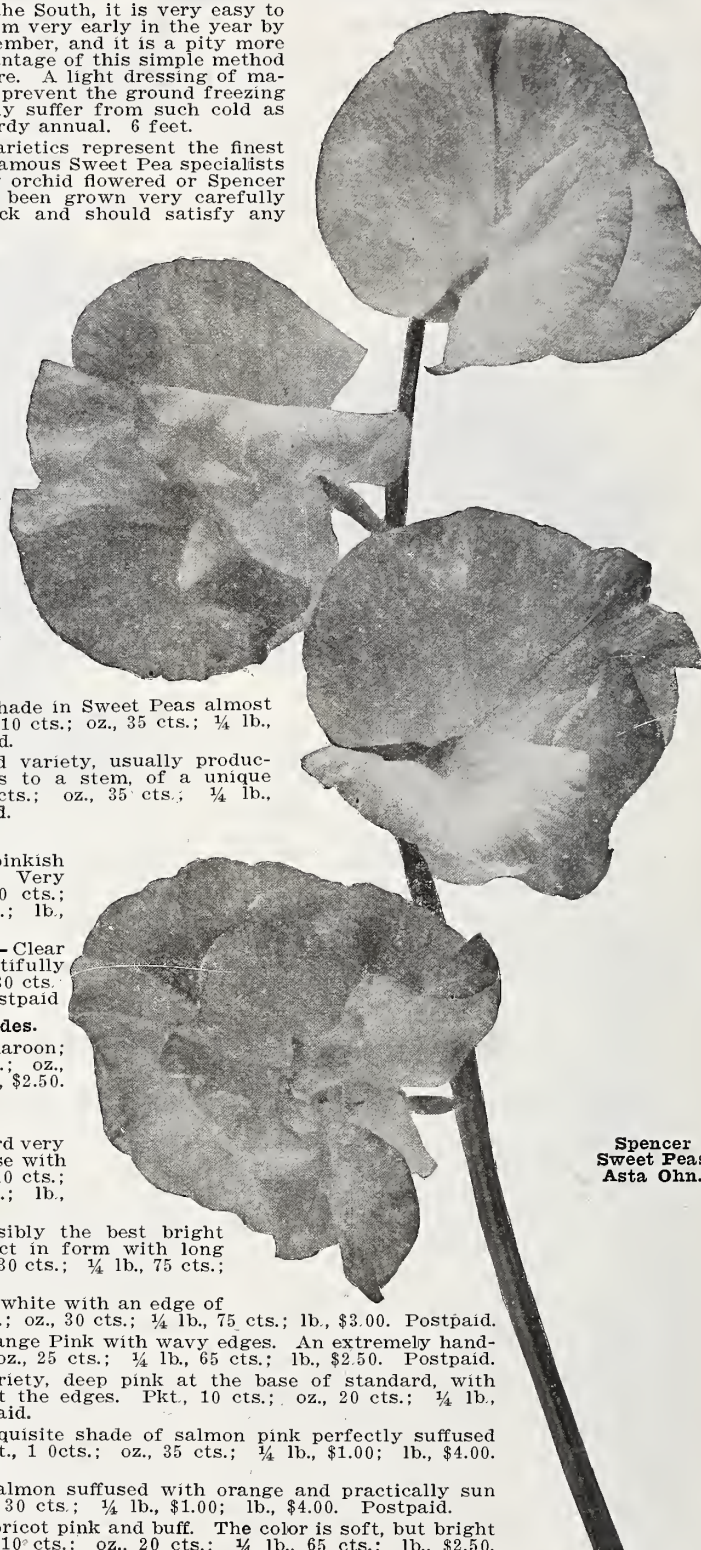 the South, it is very easy to
m very early in the year by
ember, and it is a pity more
ntage of this simple method
re. A light dressing of ma-
prevent the ground freezing
y suffer from such cold as
rdy annual. 6 feet.
arieties represent the finest
amous Sweet Pea specialists
orchid flowered or Spencer
been grown very carefully
ck and should satisfy any
hade in Sweet Peas almost
10 cts.; oz., 35 cts.; ¼ lb.,
d.
d variety, usually produc-
s to a stem, of a unique
cts.; oz., 35 cts.; ¼ lb.,
d.
pinkish
Very
0 cts.;
.; lb.,
— Clear
tifully
30 cts.
stpaid
des.
aroon;
.; oz.,
, $2.50.
rd very
se with
10 cts.;
.; lb.,
sibly the best bright
ct in form with long
30 cts.; ¼ lb., 75 cts.;
white with an edge of
.; oz., 30 cts.; ¼ lb., 75 cts.; lb., $3.00. Postpaid.
ange Pink with wavy edges. An extremely hand-
oz., 25 cts.; ¼ lb., 65 cts.; lb., $2.50. Postpaid.
riety, deep pink at the base of standard, with
t the edges. Pkt., 10 cts.; oz., 20 cts.; ¼ lb.,
aid.
quisite shade of salmon pink perfectly suffused
t., 1 0cts.; oz., 35 cts.; ¼ lb., $1.00; lb., $4.00.
almon suffused with orange and practically sun
30 cts.; ¼ lb., $1.00; lb., $4.00. Postpaid.
pricot pink and buff. The color is soft, but bright
10 cts.; oz., 20 cts.; ¼ lb., 65 cts.; lb., $2.50.
Spencer
Sweet Peas
Asta Ohn.